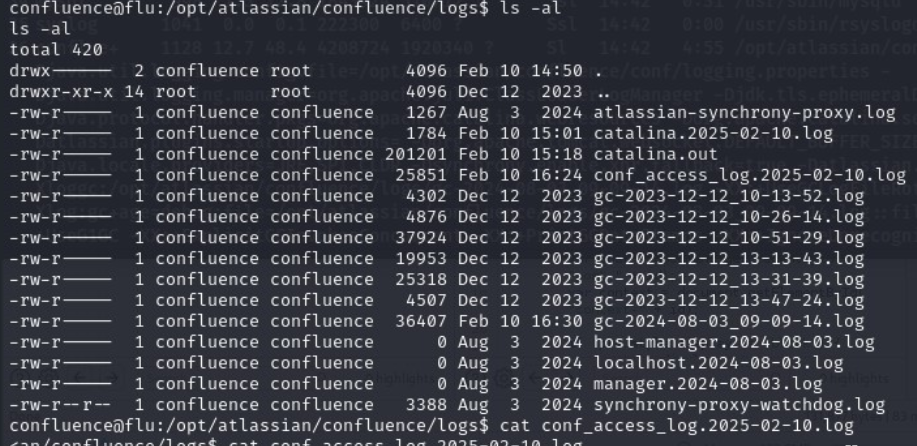 confluence@flu:/opt/atlassian/confluence/logs$ ls -al
ls -al
total 420
drwx------  2 confluence root         4096 Feb 10 14:50 .
drwxr-xr-x 14 root       root         4096 Dec 12  2023 ..
-rw-r-----  1 confluence confluence   1267 Aug  3  2024 atlassian-synchrony-proxy.log
-rw-r-----  1 confluence confluence   1784 Feb 10 15:01 catalina.2025-02-10.log
-rw-r-----  1 confluence confluence 201201 Feb 10 15:18 catalina.out
-rw-r-----  1 confluence confluence  25851 Feb 10 16:24 conf_access_log.2025-02-10.log
-rw-r-----  1 confluence confluence   4302 Dec 12  2023 gc-2023-12-12_10-13-52.log
-rw-r-----  1 confluence confluence   4876 Dec 12  2023 gc-2023-12-12_10-26-14.log
-rw-r-----  1 confluence confluence  37924 Dec 12  2023 gc-2023-12-12_10-51-29.log
-rw-r-----  1 confluence confluence  19953 Dec 12  2023 gc-2023-12-12_13-13-43.log
-rw-r-----  1 confluence confluence  25318 Dec 12  2023 gc-2023-12-12_13-31-39.log
-rw-r-----  1 confluence confluence   4507 Dec 12  2023 gc-2023-12-12_13-47-24.log
-rw-r-----  1 confluence confluence  36407 Feb 10 16:30 gc-2024-08-03_09-09-14.log
-rw-r-----  1 confluence confluence      0 Aug  3  2024 host-manager.2024-08-03.log
-rw-r-----  1 confluence confluence      0 Aug  3  2024 localhost.2024-08-03.log
-rw-r-----  1 confluence confluence      0 Aug  3  2024 manager.2024-08-03.log
-rw-r--r--  1 confluence confluence   3388 Aug  3  2024 synchrony-proxy-watchdog.log
confluence@flu:/opt/atlassian/confluence/logs$ cat conf_access_log.2025-02-10.log
<an/confluence/logs$ cat conf_access_log.2025-02-10.log